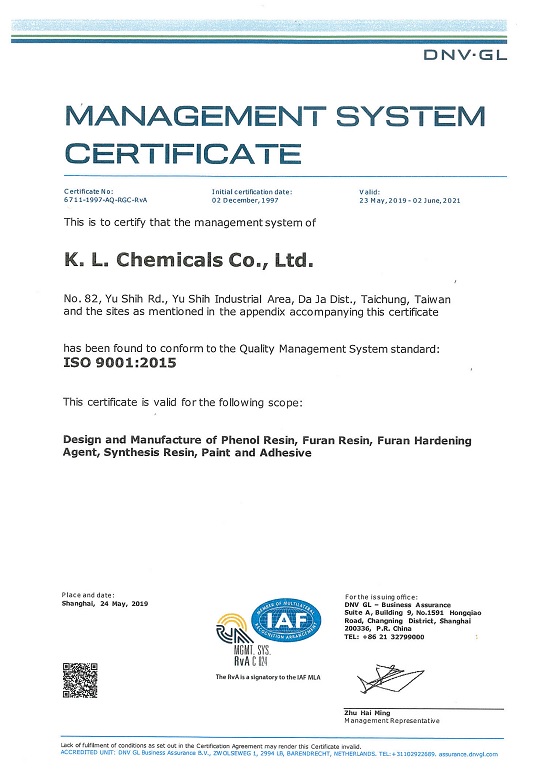 DNV·GL
MANAGEMENT SYSTEM
CERTIFICATE
Certificate No:
6711-1997-AQ-RGC-RvA
Initial certification date:
02 December, 1997
Valid:
23 May, 2019 - 02 June, 2021
This is to certify that the management system of
K. L. Chemicals Co., Ltd.
No. 82, Yu Shih Rd., Yu Shih Industrial Area, Da Ja Dist., Taichung, Taiwan
and the sites as mentioned in the appendix accompanying this certificate
has been found to conform to the Quality Management System standard:
ISO 9001:2015
This certificate is valid for the following scope:
Design and Manufacture of Phenol Resin, Furan Resin, Furan Hardening
Agent, Synthesis Resin, Paint and Adhesive
Place and date:
Shanghai, 24 May, 2019
MEMBER OF MULTILATERAL
IAF
RECOGNITION ARRANGEMENT
RvA
MGMT. SYS.
RvA C 024
The RvA is a signatory to the IAF MLA
For the issuing office:
DNV GL – Business Assurance
Suite A, Building 9, No.1591 Hongqiao
Road, Changning District, Shanghai
200336, P.R. China
TEL: +86 21 32799000
Zhu Hai Ming
Management Representative
Lack of fulfilment of conditions as set out in the Certification Agreement may render this Certificate invalid.
ACCREDITED UNIT: DNV GL Business Assurance B.V., ZWOLSEWEG 1, 2994 LB, BARENDRECHT, NETHERLANDS. TEL:+31102922689. assurance.dnvgl.com